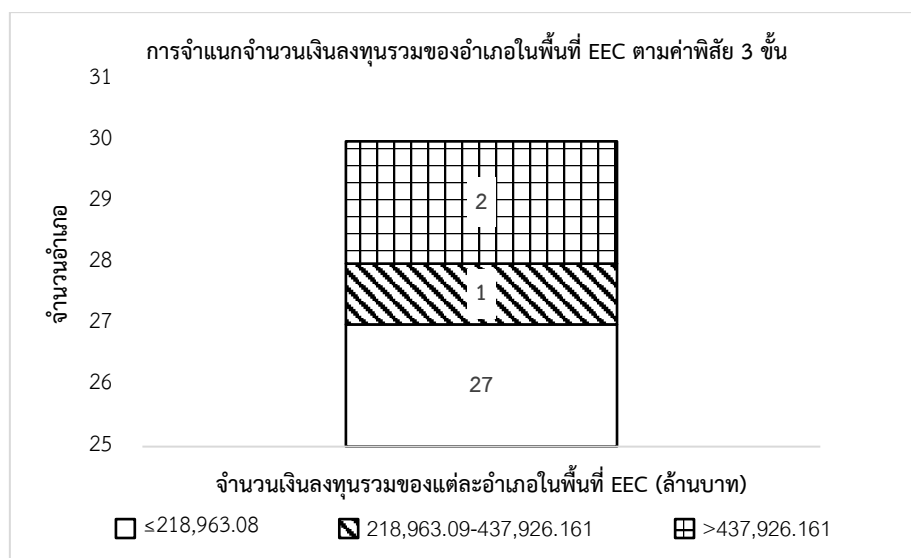 การจำแนกจำนวนเงินลงทุนรวมของอำเภอในพื้นที่ EEC ตามค่าพิสัย 3 ขั้น
31
30
29
28
27
26
25
จำนวนอำเภอ
2
1
27
จำนวนเงินลงทุนรวมของแต่ละอำเภอในพื้นที่ EEC (ล้านบาท)
≤218,963.08 218,963.09-437,926.161 >437,926.161